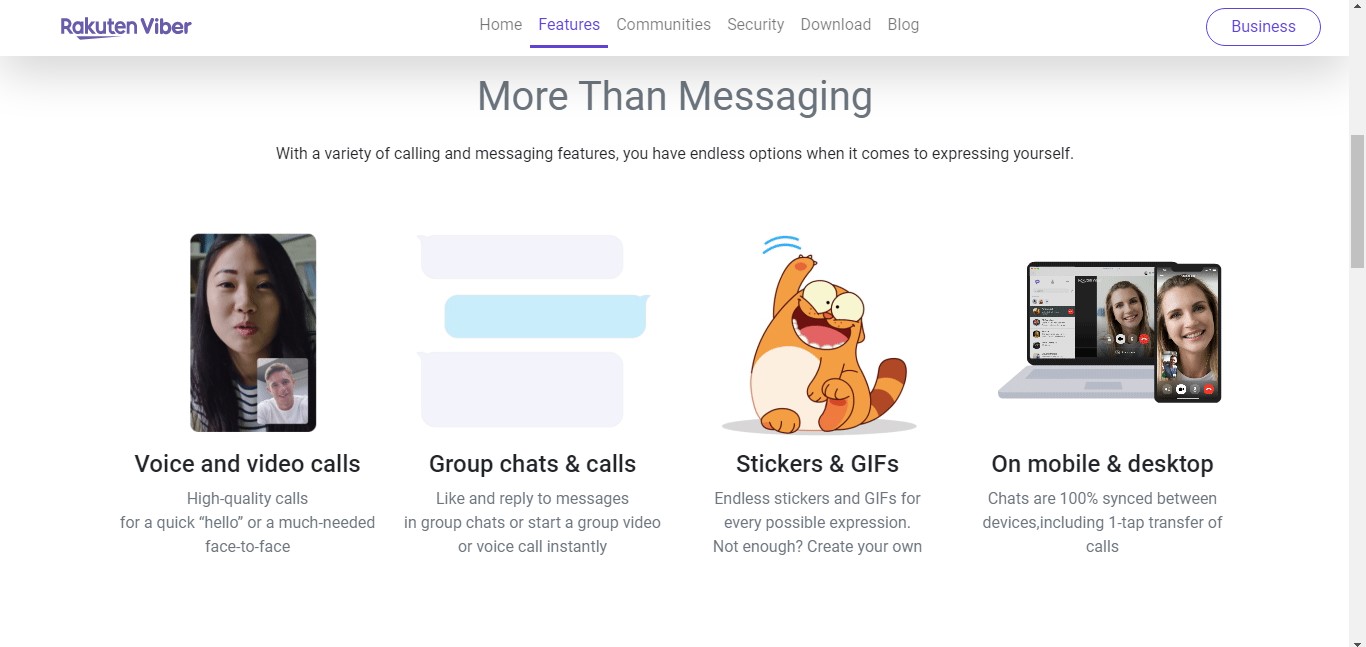 Rakuten Viber
Home Features Communities Security Download Blog
Business
More Than Messaging
With a variety of calling and messaging features, you have endless options when it comes to expressing yourself.
Voice and video calls
High-quality calls
for a quick “hello” or a much-needed
face-to-face
Group chats & calls
Like and reply to messages
in group chats or start a group video
or voice call instantly
Stickers & GIFs
Endless stickers and GIFs for
every possible expression.
Not enough? Create your own
On mobile & desktop
Chats are 100% synced between
devices,including 1-tap transfer of
calls